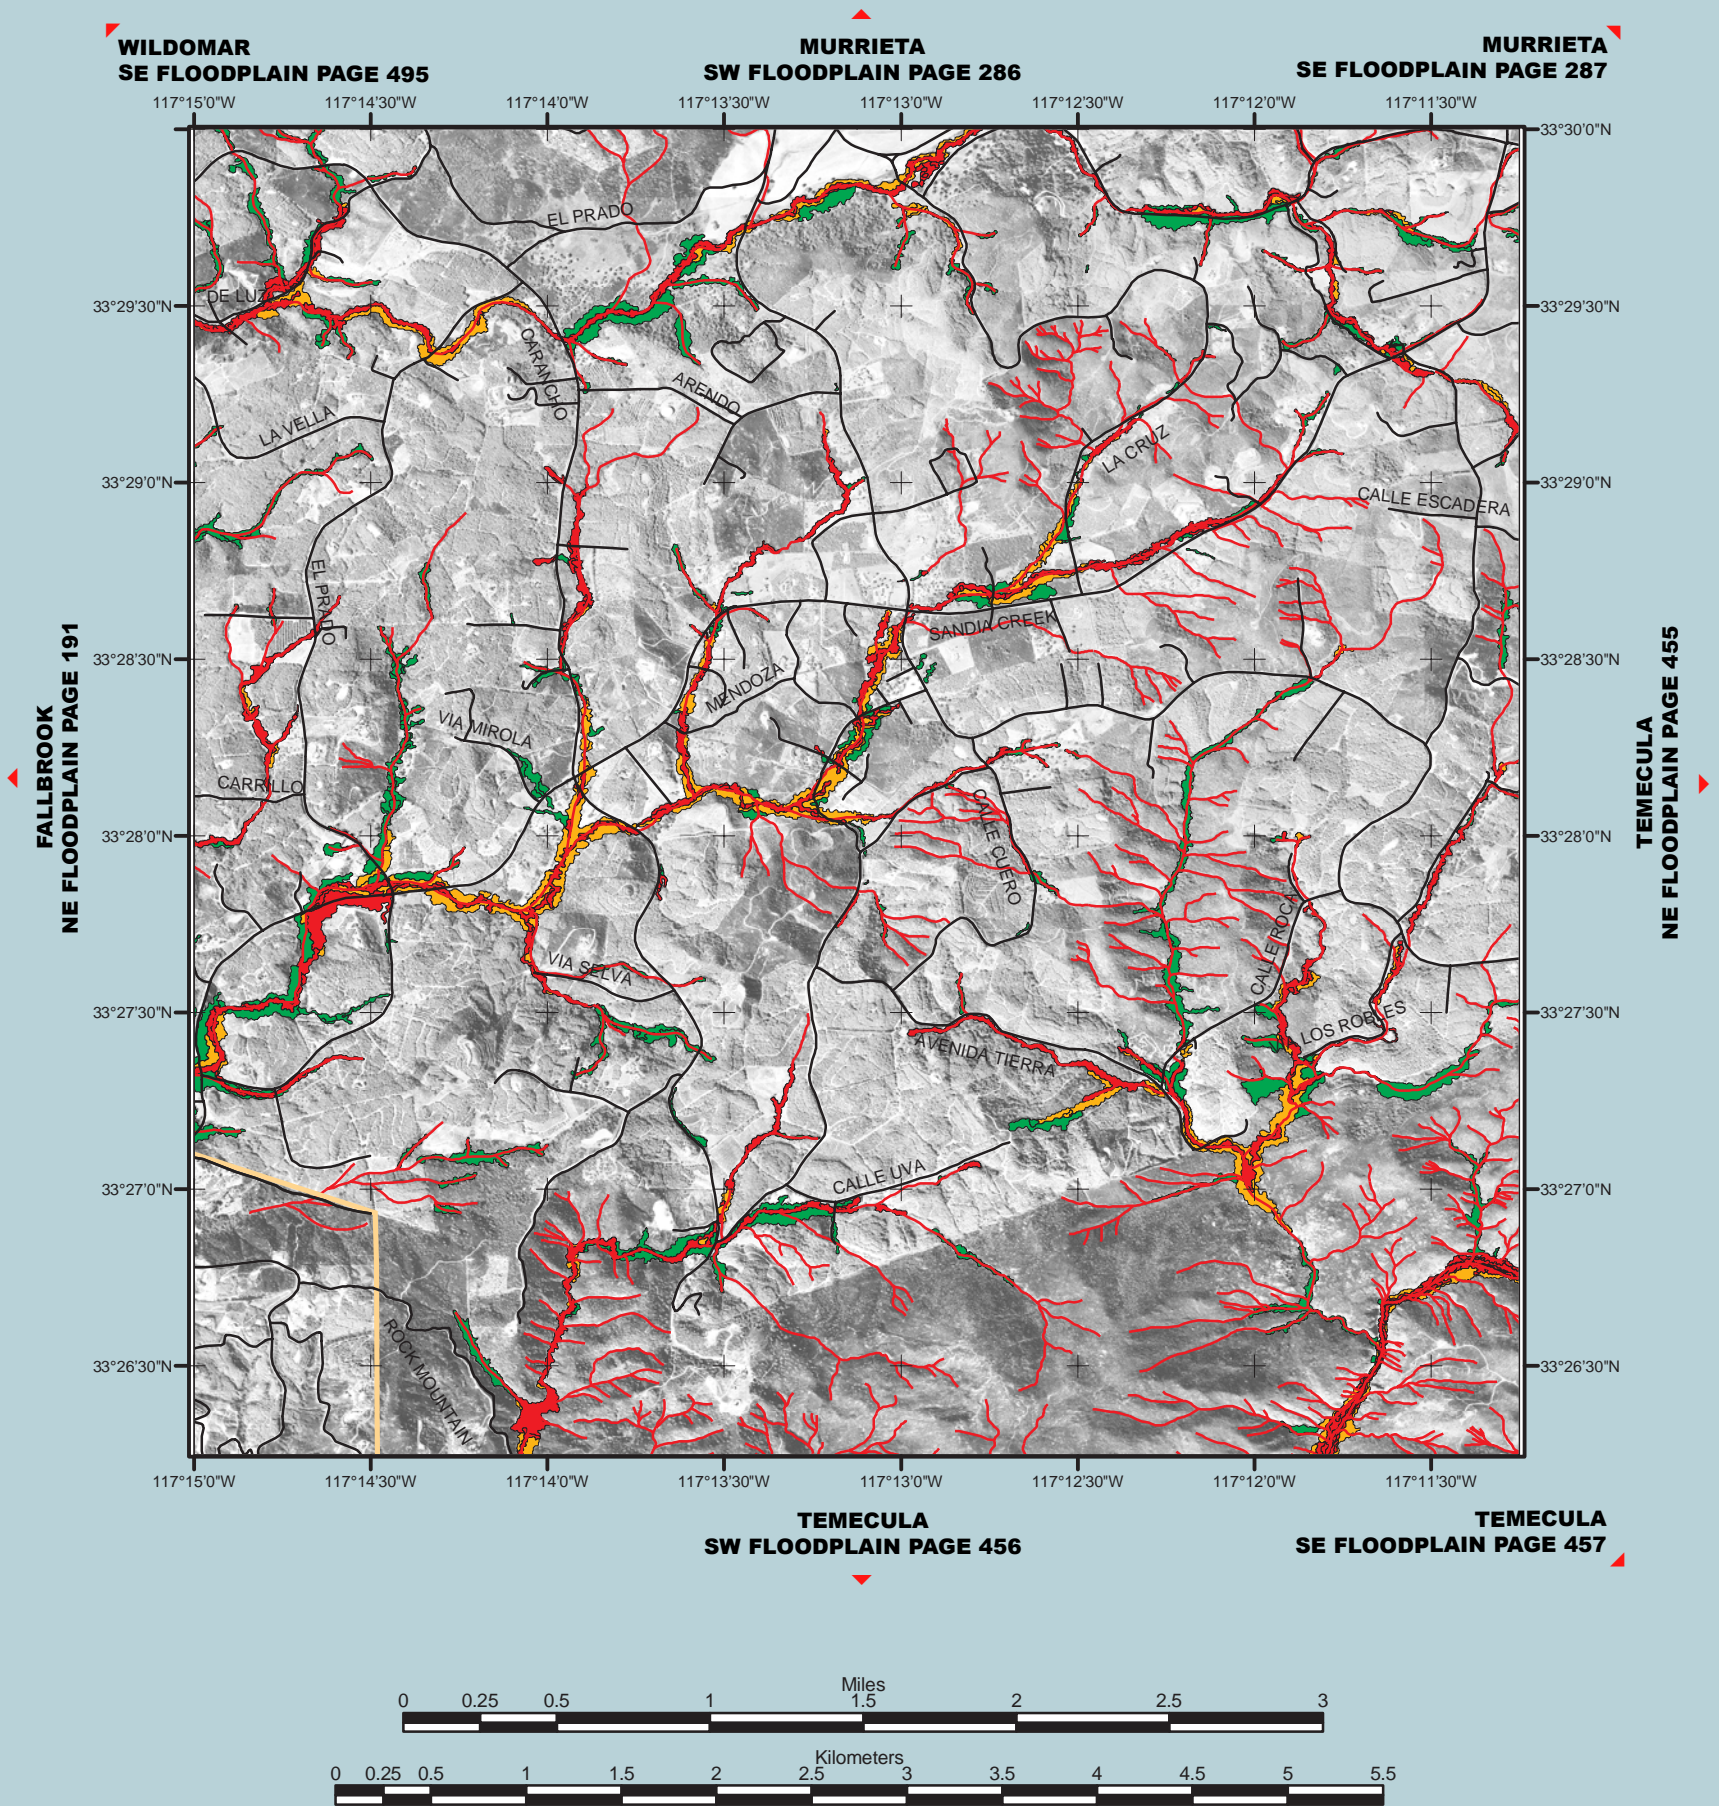 WILDOMAR
SE FLOODPLAIN PAGE 495
MURRIETA
SW FLOODPLAIN PAGE 286
MURRIETA
SE FLOODPLAIN PAGE 287
117°15'0"W 117°14'30"W 117°14'0"W 117°13'30"W 117°13'0"W 117°12'30"W 117°12'0"W 117°11'30"W
33°30'0"N
EL PRADO
DE LUZ
33°29'30"N 33°29'30"N
CARANCHO
ARENDO
LA VELLA
LA CRUZ
33°29'0"N 33°29'0"N
CALLE ESCADERA
EL PRADO
SANDIA CREEK
33°28'30"N 33°28'30"N
MENDOZA
VIA MIROLA
CARRILLO
FALLBROOK
NE FLOODPLAIN PAGE 191
TEMECULA
NE FLOODPLAIN PAGE 455
CALLE CUERO
33°28'0"N 33°28'0"N
CALLE ROCA
VIA SELVA
33°27'30"N 33°27'30"N
LOS ROBLES
AVENIDA TIERRA
CALLE UVA
33°27'0"N 33°27'0"N
ROCK MOUNTAIN
33°26'30"N 33°26'30"N
117°15'0"W 117°14'30"W 117°14'0"W 117°13'30"W 117°13'0"W 117°12'30"W 117°12'0"W 117°11'30"W
TEMECULA
SW FLOODPLAIN PAGE 456
TEMECULA
SE FLOODPLAIN PAGE 457
Miles
0 0.25 0.5 1 1.5 2 2.5 3
Kilometers
0 0.25 0.5 1 1.5 2 2.5 3 3.5 4 4.5 5 5.5